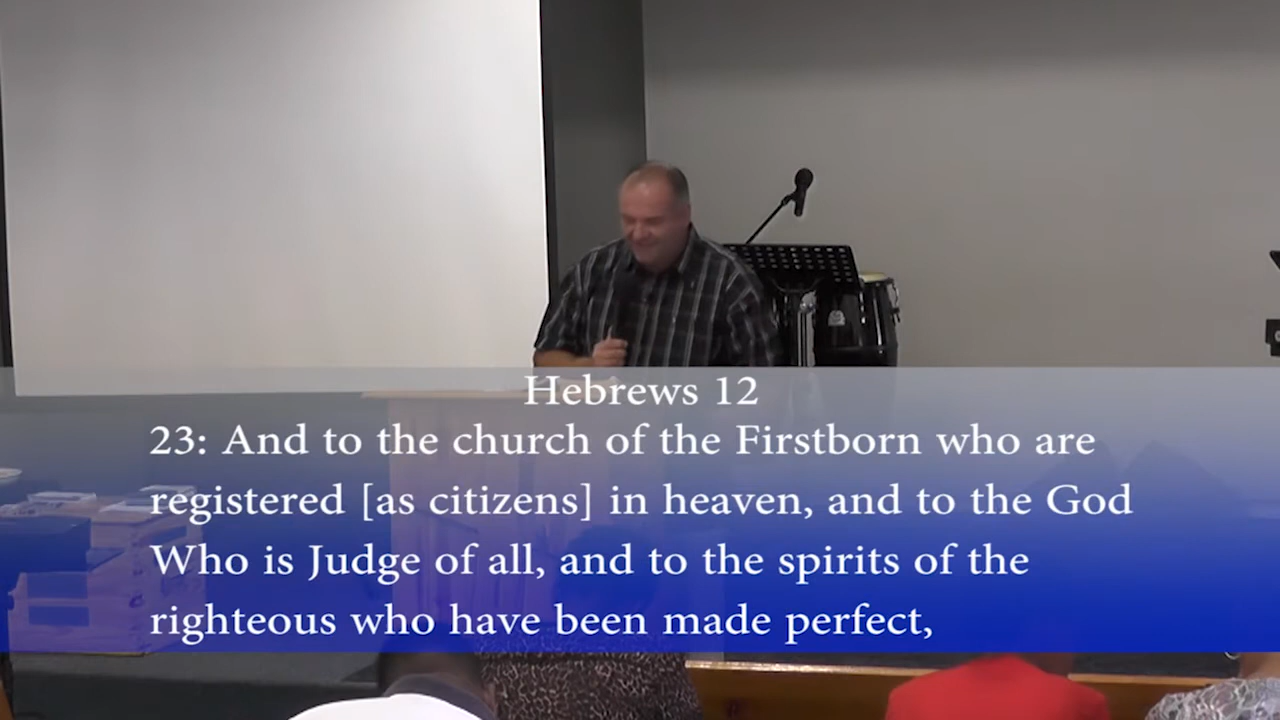 Hebrews 12
23: And to the church of the Firstborn who are
registered [as citizens] in heaven, and to the God
Who is Judge of all, and to the spirits of the
righteous who have been made perfect,